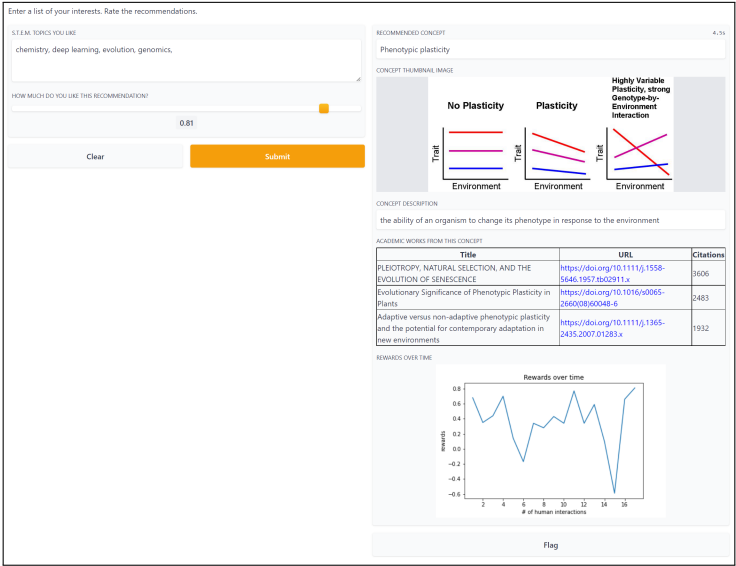 Enter a list of your interests. Rate the recommendations.
S.T.E.M. TOPICS YOU LIKE
chemistry, deep learning, evolution, genomics,
HOW MUCH DO YOU LIKE THIS RECOMMENDATION?
0.81
Clear
Submit
RECOMMENDED CONCEPT
4.5s
Phenotypic plasticity
CONCEPT THUMBNAIL IMAGE
No Plasticity
Trait
Environment
Plasticity
Trait
Environment
Highly Variable
Plasticity, strong
Genotype-by-
Environment
Interaction
Trait
Environment
CONCEPT DESCRIPTION
the ability of an organism to change its phenotype in response to the environment
ACADEMIC WORKS FROM THIS CONCEPT
Title URL Citations
PLEIOTROPY, NATURAL SELECTION, AND THE
EVOLUTION OF SENESCENCE
https://doi.org/10.1111/j.1558-
5646.1957.tb02911.x
3606
Evolutionary Significance of Phenotypic Plasticity in
Plants
https://doi.org/10.1016/s0065-
2660(08)60048-6
2483
Adaptive versus non-adaptive phenotypic plasticity
and the potential for contemporary adaptation in
new environments
https://doi.org/10.1111/j.1365-
2435.2007.01283.x
1932
REWARDS OVER TIME
Rewards over time
rewards
0.8
0.6
0.4
0.2
0.0
−0.2
−0.4
−0.6
2 4 6 8 10 12 14 16
# of human interactions
Flag